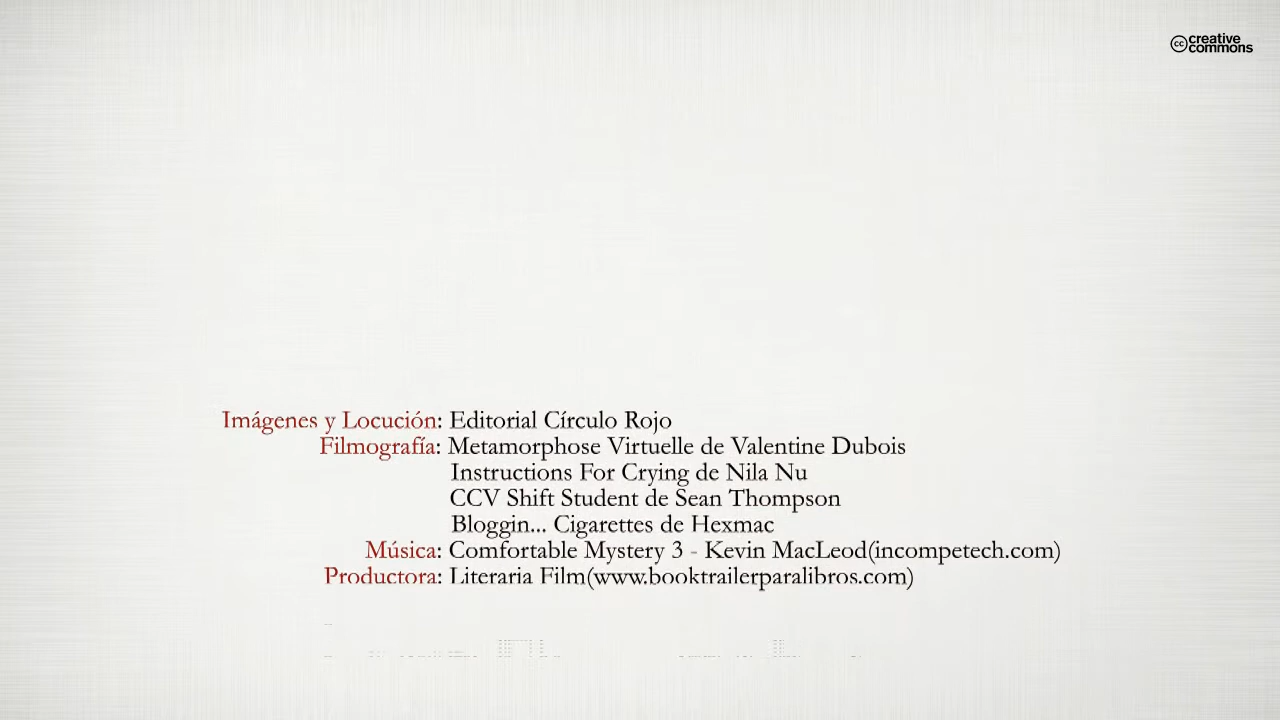 creative
commons
Imágenes y Locución: Editorial Círculo Rojo
Filmografía: Metamorphose Virtuelle de Valentine Dubois
Instructions For Crying de Nila Nu
CCV Shift Student de Sean Thompson
Bloggin... Cigarettes de Hexmac
Música: Comfortable Mystery 3 - Kevin MacLeod(incompetech.com)
Productora: Literaria Film(www.booktrailerparalibros.com)